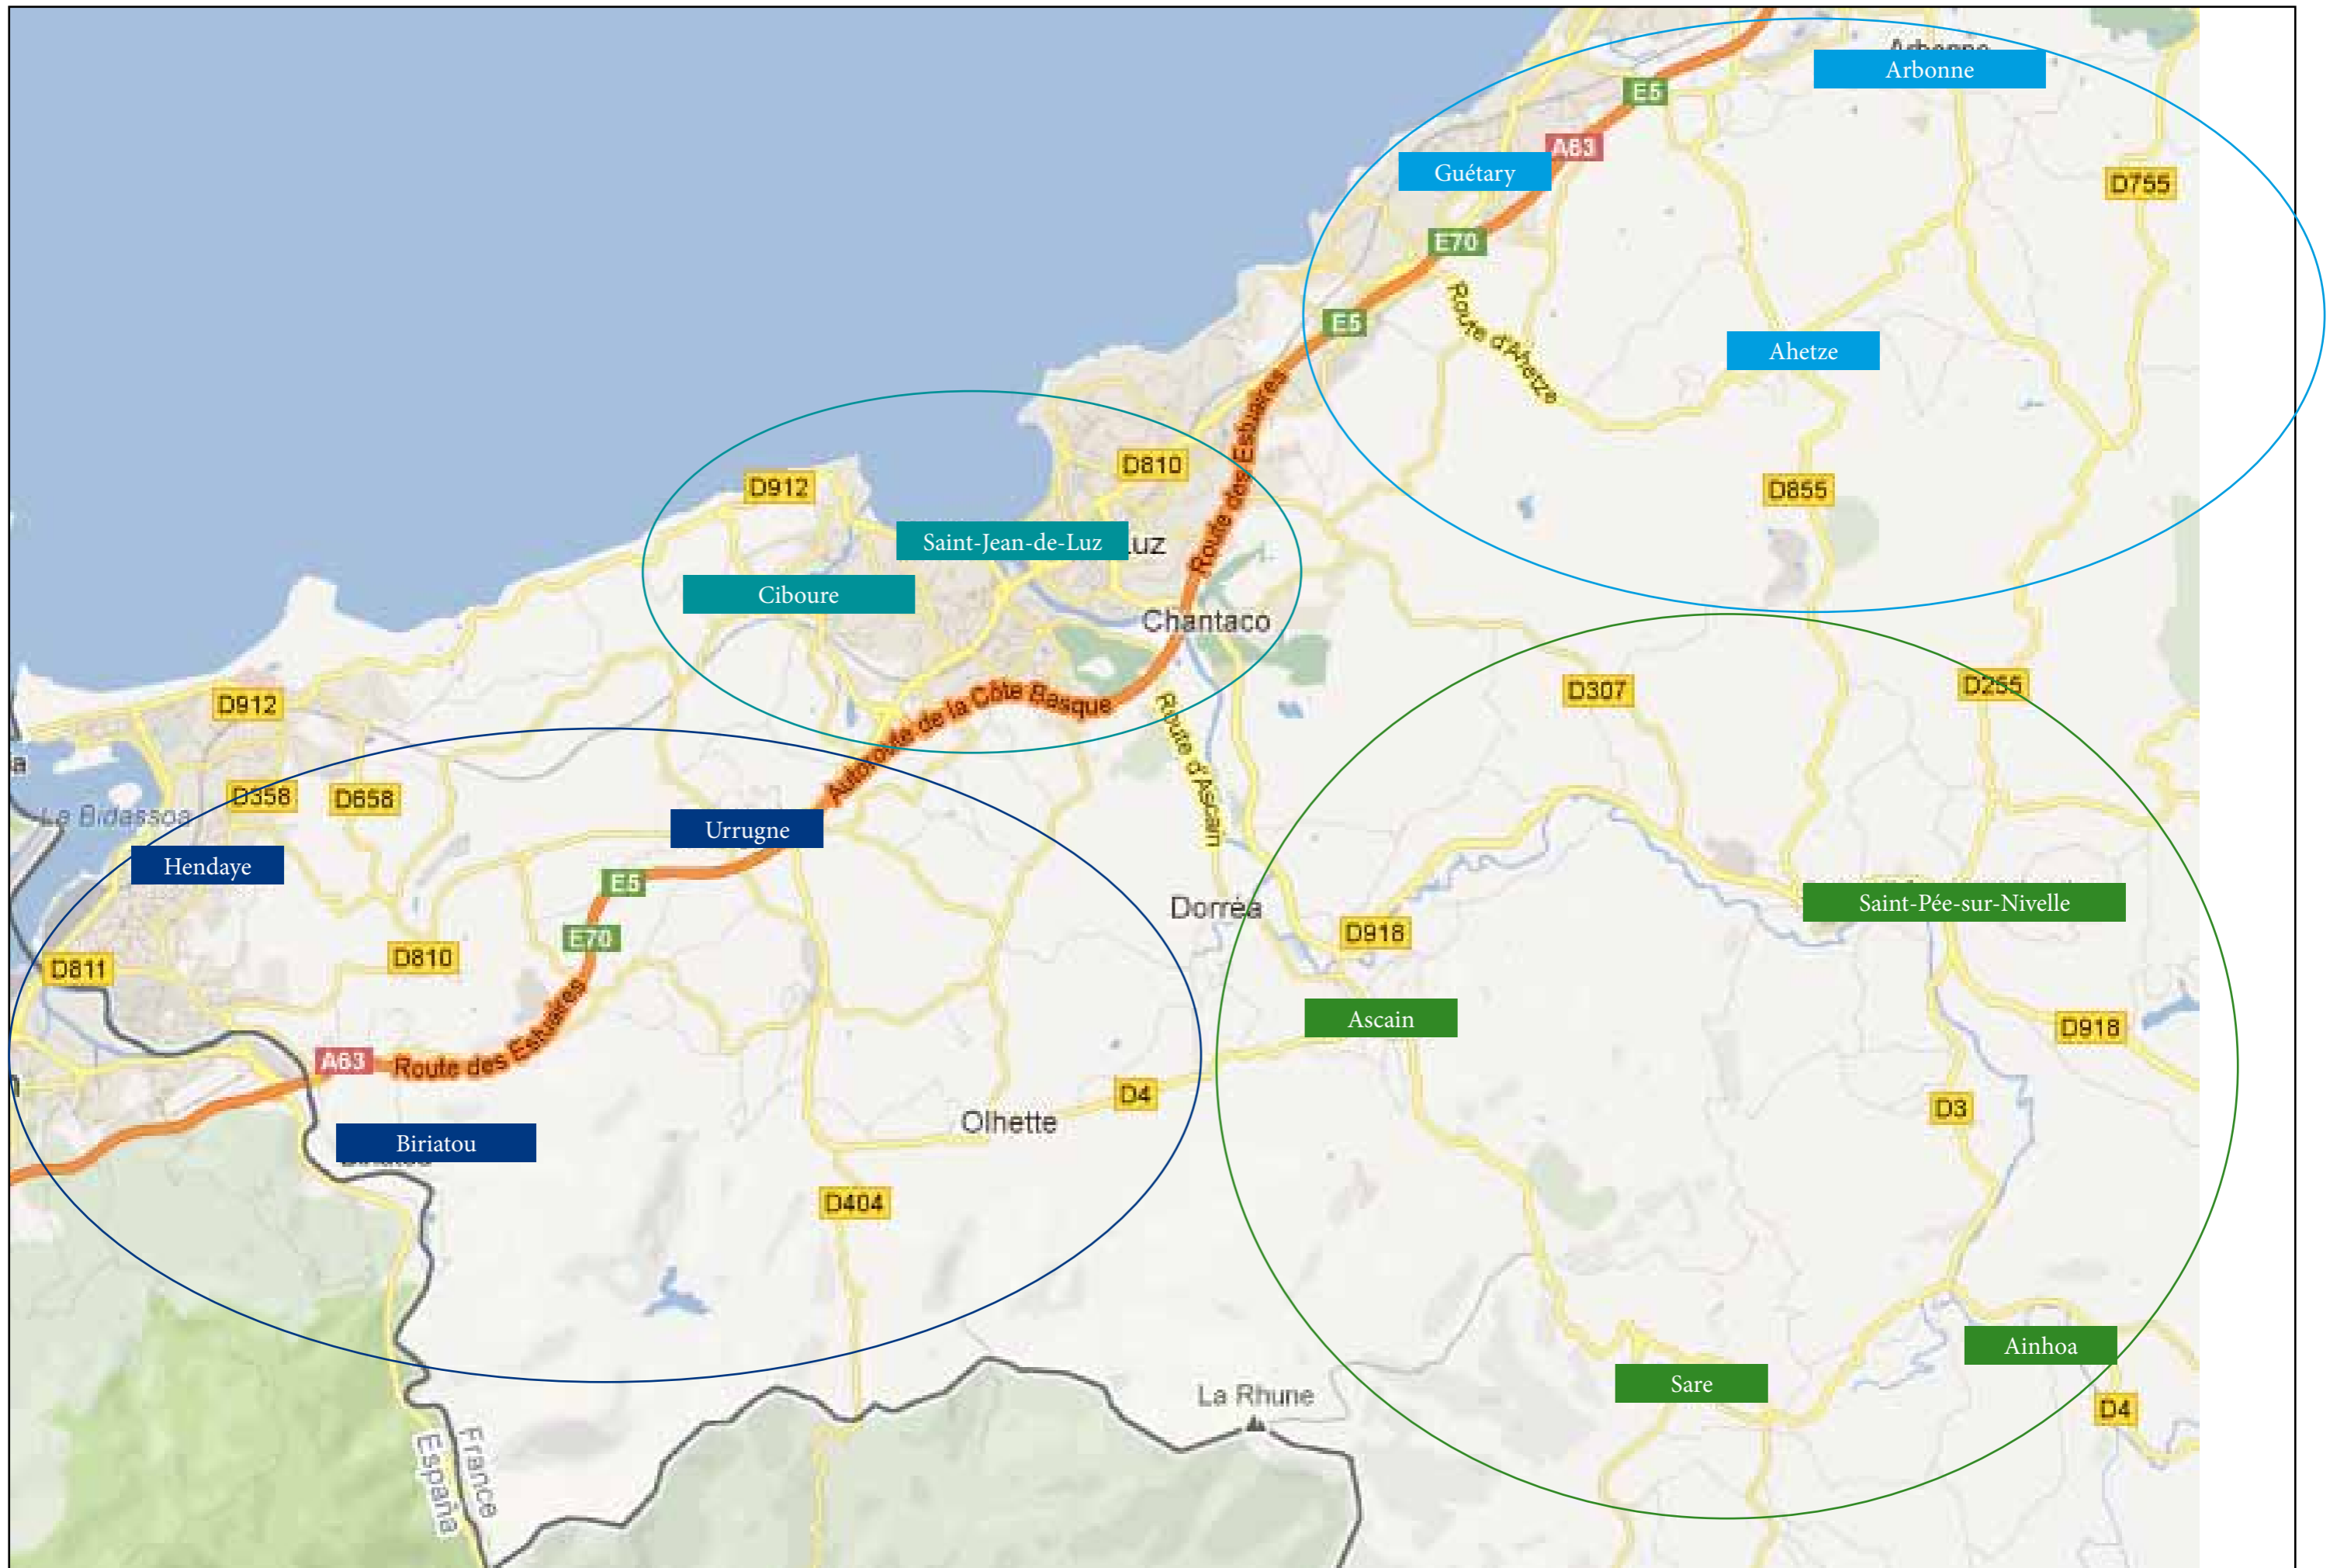 Arbonne
E5
A63
Guétary
D755
E70
Route d'Ahetze
E5
Ahetze
Route des Estuaires
D810
D912
D855
Saint-Jean-de-Luz
Luz
Ciboure
Chantaco
D307
D255
D912
Autoroute de la Côte Basque
Route d'Ascain
D358
D658
La Bidassoa
Urrugne
Hendaye
E5
Saint-Pée-sur-Nivelle
Dorréa
D918
E70
D810
D811
Ascain
D918
A63
Route des Estuaires
D4
D3
Olhette
Biriatou
D404
Ainhoa
Sare
La Rhune
D4
France
España